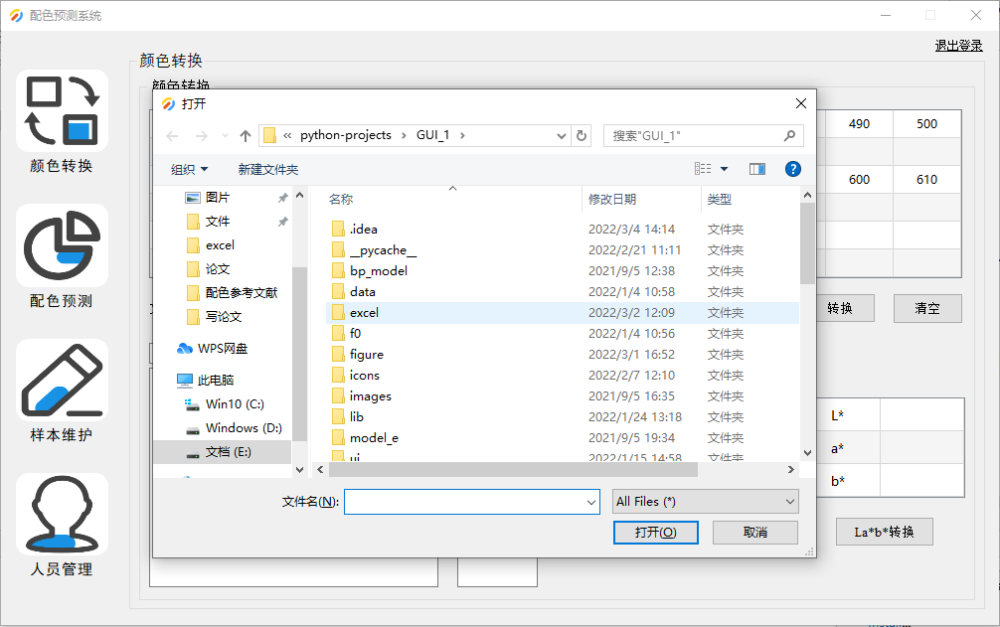 配色预测系统
退出登录
颜色转换
颜色转换
颜色转换
配色预测
样本维护
人员管理
打开
« python-projects › GUI_1 ›
搜索"GUI_1"
组织
新建文件夹
图片
文件
excel
论文
配色参考文献
写论文
WPS网盘
此电脑
Win10 (C:)
Windows (D:)
文档 (E:)
名称 修改日期 类型
.idea 2022/3/4 14:14 文件夹
__pycache__ 2022/2/21 11:11 文件夹
bp_model 2021/9/5 12:38 文件夹
data 2022/1/4 10:58 文件夹
excel 2022/3/2 12:09 文件夹
f0 2022/1/4 10:56 文件夹
figure 2022/3/1 16:52 文件夹
icons 2022/2/7 12:10 文件夹
images 2021/9/5 16:35 文件夹
lib 2022/1/24 13:18 文件夹
model_e 2021/9/5 19:34 文件夹
ui 2022/1/15 14:58 文件夹
文件名(N):
All Files (*)
打开(O)
取消
490 500
600 610
转换
清空
L*
a*
b*
La*b*转换